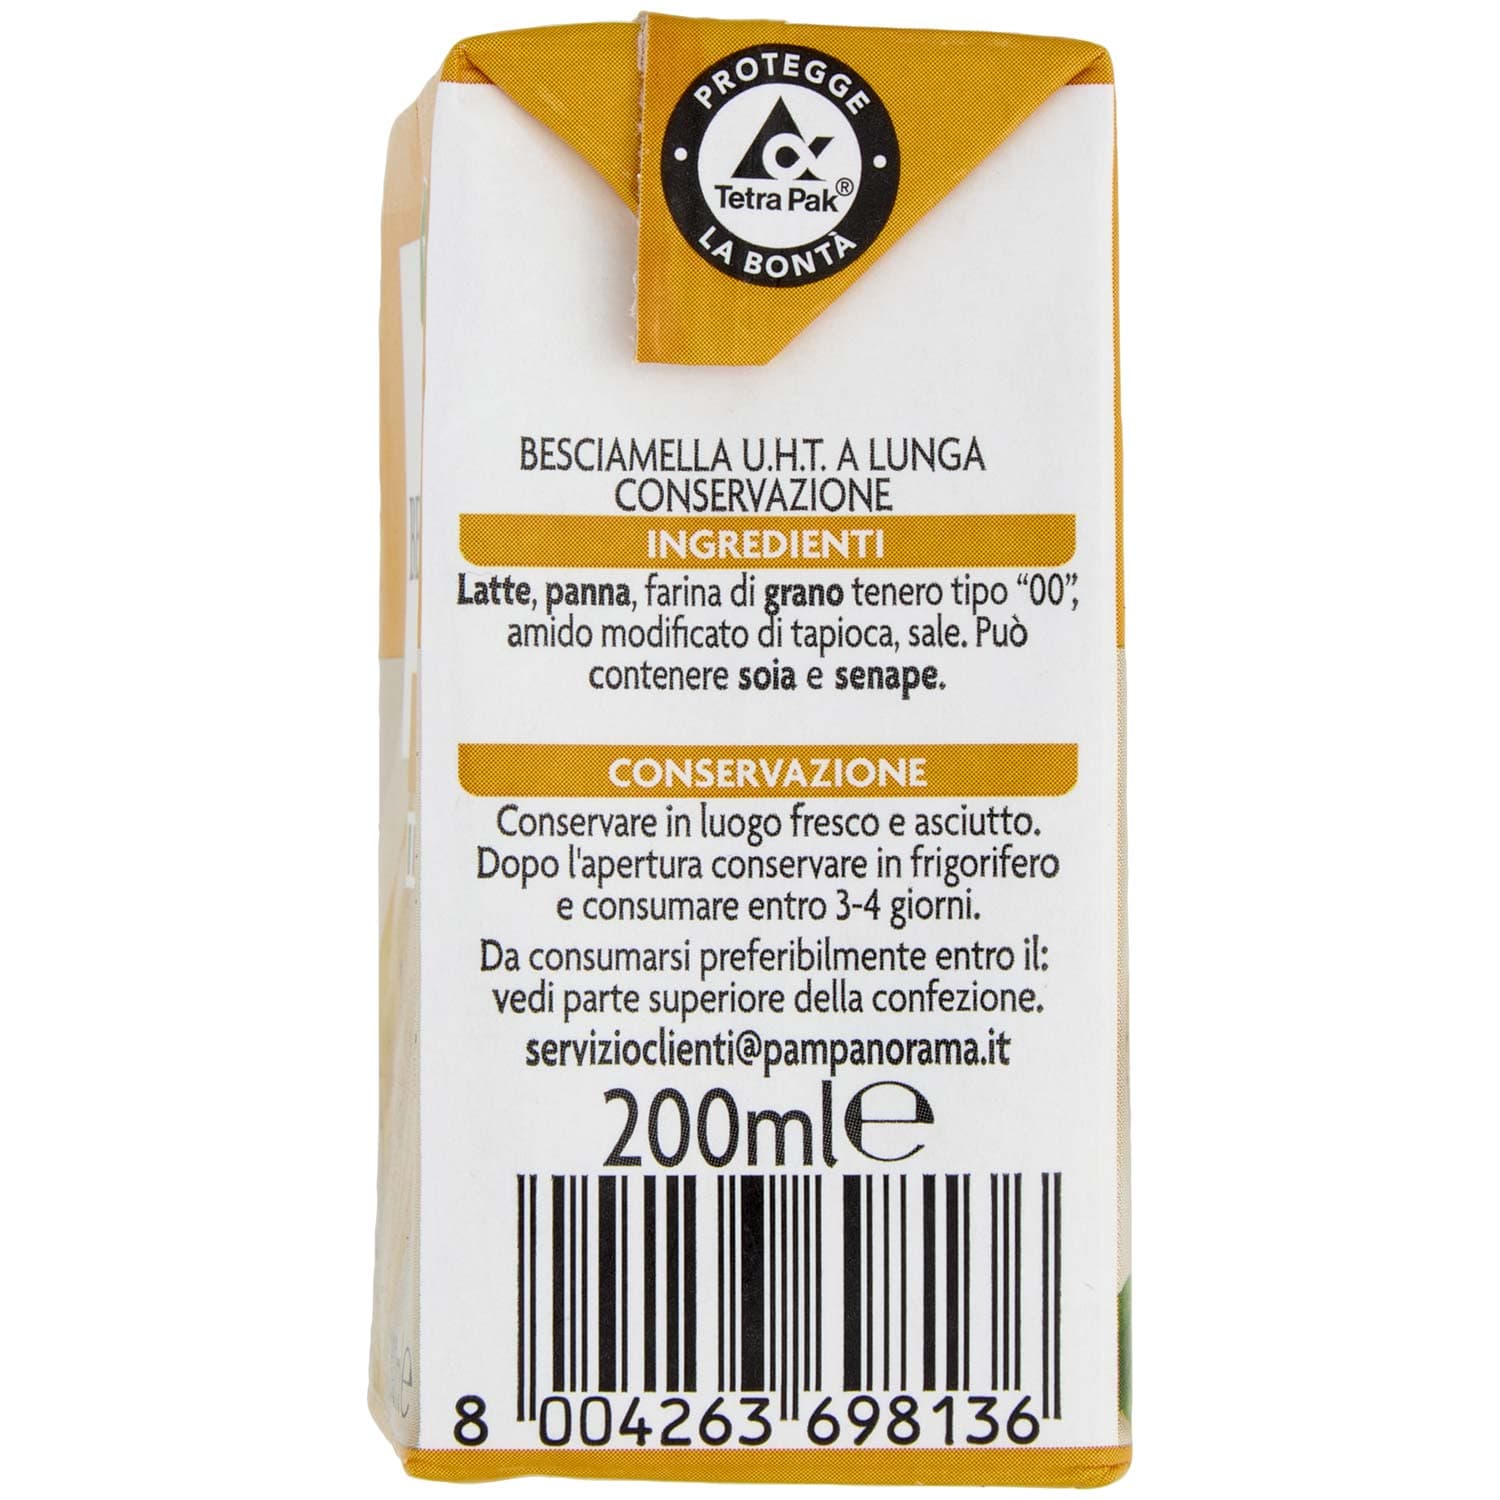 PROTEGGE
Tetra Pak®
LA BONTÀ
BESCIAMELLA U.H.T. A LUNGA
CONSERVAZIONE
INGREDIENTI
Latte, panna, farina di grano tenero tipo “00”,
amido modificato di tapioca, sale. Può
contenere soia e senape.
CONSERVAZIONE
Conservare in luogo fresco e asciutto.
Dopo l'apertura conservare in frigorifero
e consumare entro 3-4 giorni.
Da consumarsi preferibilmente entro il:
vedi parte superiore della confezione.
servizioclienti@pampanorama.it
200ml e
8 004263 698136